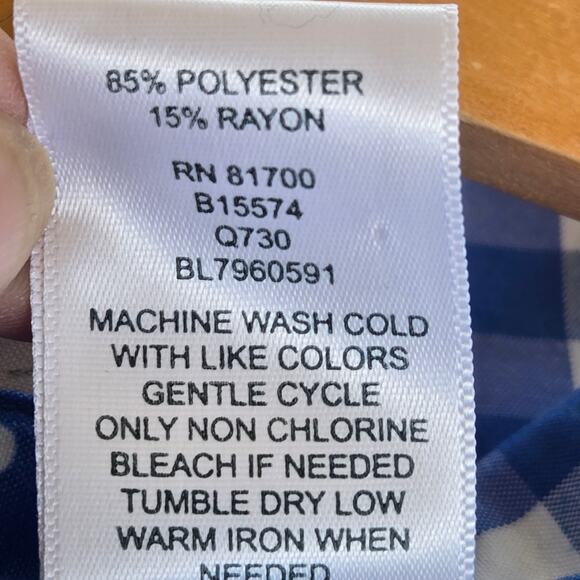 85% POLYESTER
15% RAYON
RN 81700
B15574
Q730
BL7960591
MACHINE WASH COLD
WITH LIKE COLORS
GENTLE CYCLE
ONLY NON CHLORINE
BLEACH IF NEEDED
TUMBLE DRY LOW
WARM IRON WHEN
NEEDED